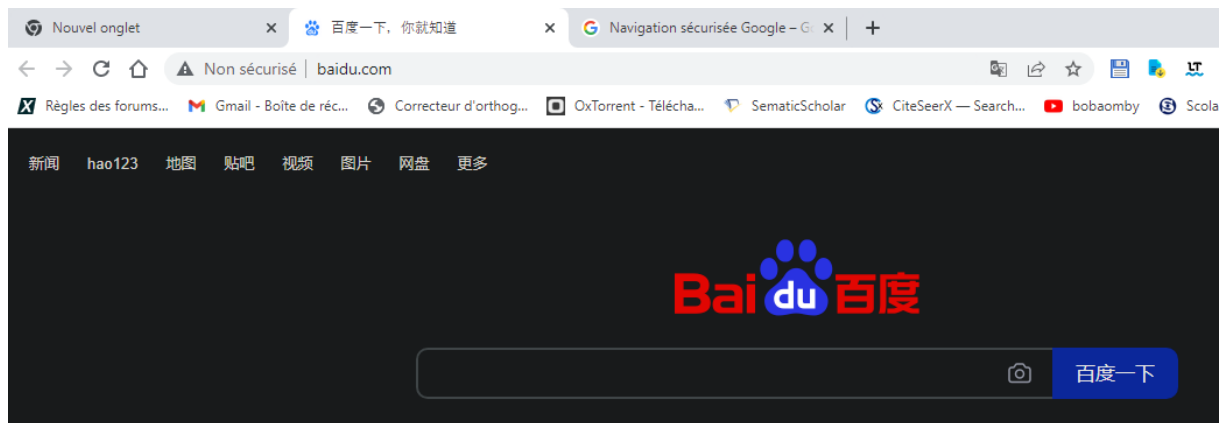 Nouvel onglet 百度一下，你就知道 Navigation sécurisée Google – G
Non sécurisé baidu.com
Règles des forums... Gmail - Boîte de réc... Correcteur d'orthog... OxTorrent - Télécha... SematicScholar CiteSeerX — Search... bobaomby Scola
新闻 hao123 地图 贴吧 视频 图片 网盘 更多
Bai du 百度
百度一下